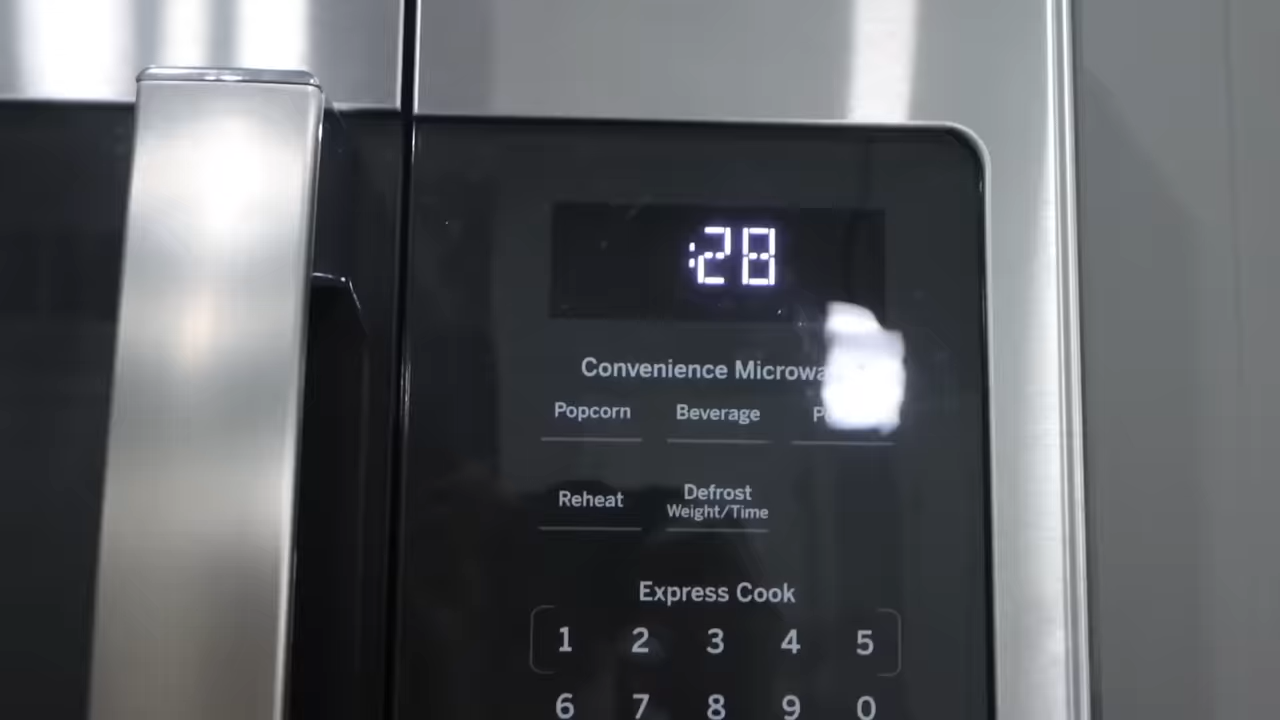 :28
Convenience
Popcorn Beverage
Reheat Defrost
Weight/Time
Express Cook
1 2 3 4 5
6 7 8 9 0